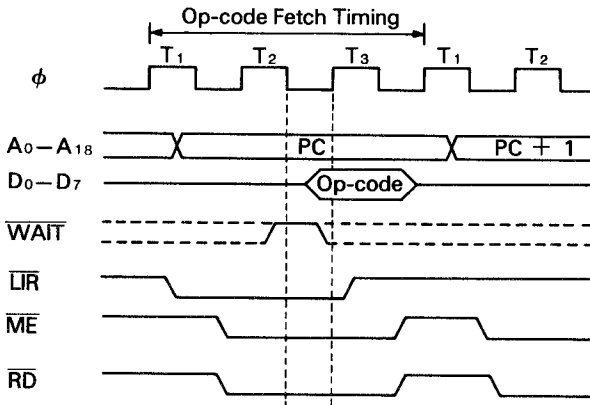 Op-code Fetch Timing
T1 T2 T3 T1 T2
φ
A0–A18 PC PC + 1
D0–D7 Op-code
WAIT
LIR
ME
RD